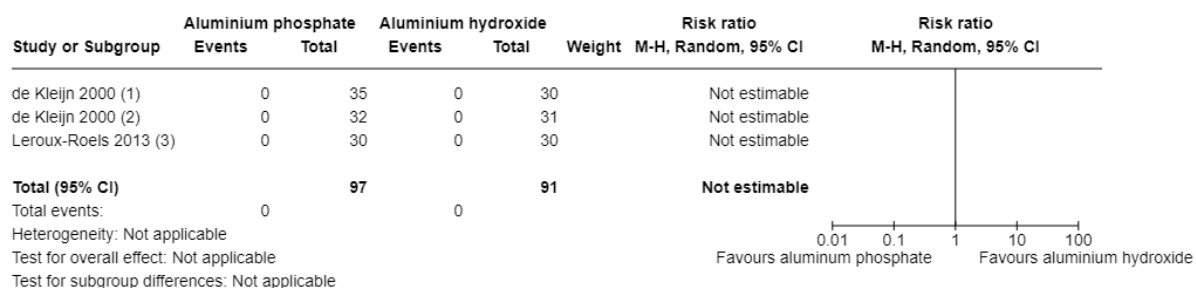 Aluminium phosphate Aluminium hydroxide Risk ratio Risk ratio
Study or Subgroup Events Total Events Total Weight M-H, Random, 95% CI M-H, Random, 95% CI
de Kleijn 2000 (1) 0 35 0 30 Not estimable
de Kleijn 2000 (2) 0 32 0 31 Not estimable
Leroux-Roels 2013 (3) 0 30 0 30 Not estimable
Total (95% CI) 97 91 Not estimable
Total events: 0 0
Heterogeneity: Not applicable
Test for overall effect: Not applicable
Test for subgroup differences: Not applicable
0.01 0.1 1 10 100
Favours aluminum phosphate Favours aluminium hydroxide